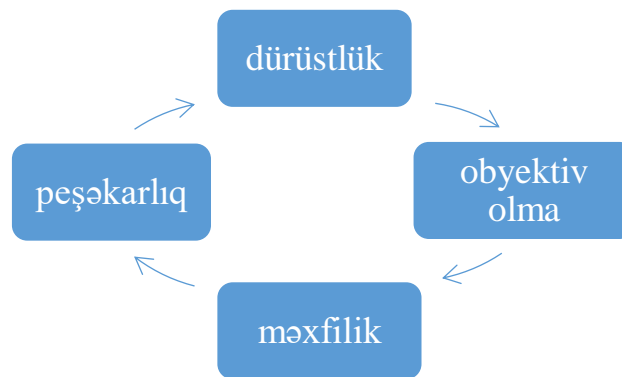 dürüstlük
obyektiv
olma
məxfilik
peşəkarlıq